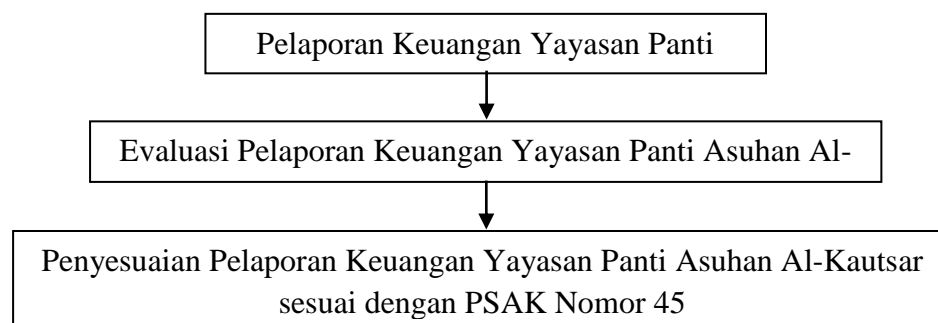 Pelaporan Keuangan Yayasan Panti
Evaluasi Pelaporan Keuangan Yayasan Panti Asuhan Al-
Penyesuaian Pelaporan Keuangan Yayasan Panti Asuhan Al-Kautsar
sesuai dengan PSAK Nomor 45